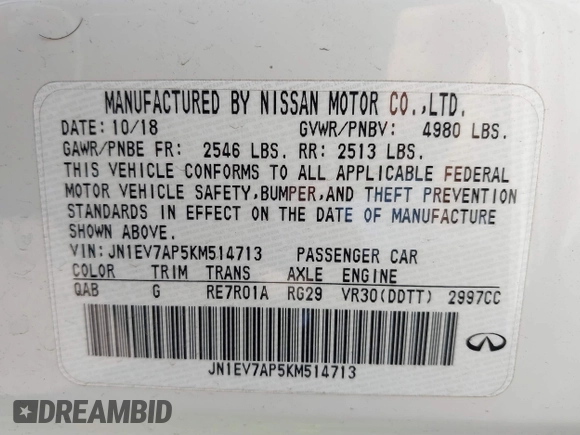 MANUFACTURED BY NISSAN MOTOR CO.,LTD.
DATE: 10/18 GVWR/PNBV: 4980 LBS.
GAWR/PNBE FR: 2546 LBS. RR: 2513 LBS.
THIS VEHICLE CONFORMS TO ALL APPLICABLE FEDERAL
MOTOR VEHICLE SAFETY,BUMPER,AND THEFT PREVENTION
STANDARDS IN EFFECT ON THE DATE OF MANUFACTURE
SHOWN ABOVE.
VIN: JN1EV7AP5KM514713 PASSENGER CAR
COLOR TRIM TRANS AXLE ENGINE
QAB G RE7R01A RG29 VR30(DDTT) 2997CC
JN1EV7AP5KM514713
DREAMBID